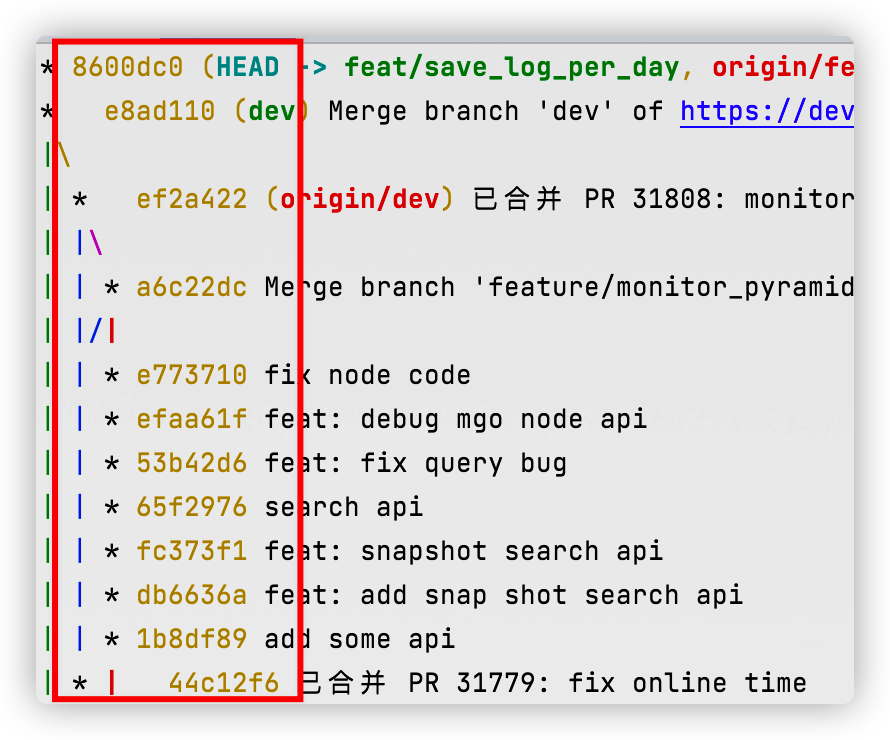 * 8600dc0 (HEAD -> feat/save_log_per_day, origin/fe
*   e8ad110 (dev) Merge branch 'dev' of https://dev
|\
| *   ef2a422 (origin/dev) 已合并 PR 31808: monitor
| |\
| | * a6c22dc Merge branch 'feature/monitor_pyramid
| |/|
| | * e773710 fix node code
| | * efaa61f feat: debug mgo node api
| | * 53b42d6 feat: fix query bug
| | * 65f2976 search api
| | * fc373f1 feat: snapshot search api
| | * db6636a feat: add snap shot search api
| | * 1b8df89 add some api
| * |   44c12f6 已合并 PR 31779: fix online time